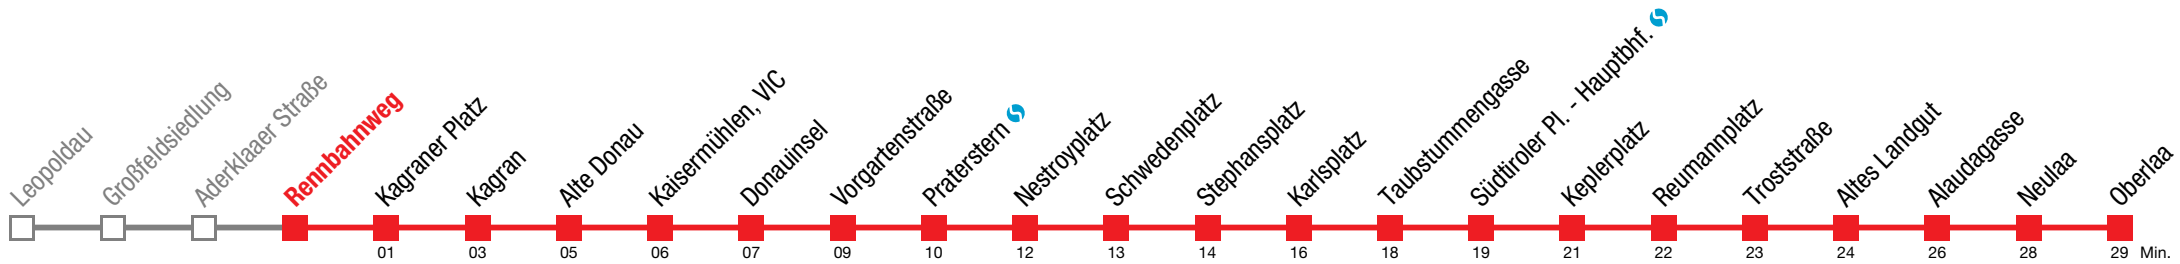 Leopoldau
Großfeldsiedlung
Aderklaaer Straße
Rennbahnweg
Kagraner Platz
Kagran
Alte Donau
Kaisermühlen, VIC
Donauinsel
Vorgartenstraße
Praterstern
Nestroyplatz
Schwedenplatz
Stephansplatz
Karlsplatz
Taubstummengasse
Südtiroler Pl. - Hauptbhf.
Keplerplatz
Reumannplatz
Troststraße
Altes Landgut
Alaudagasse
Neulaa
Oberlaa
01 03 05 06 07 09 10 12 13 14 16 18 19 21 22 23 24 26 28 29 Min.